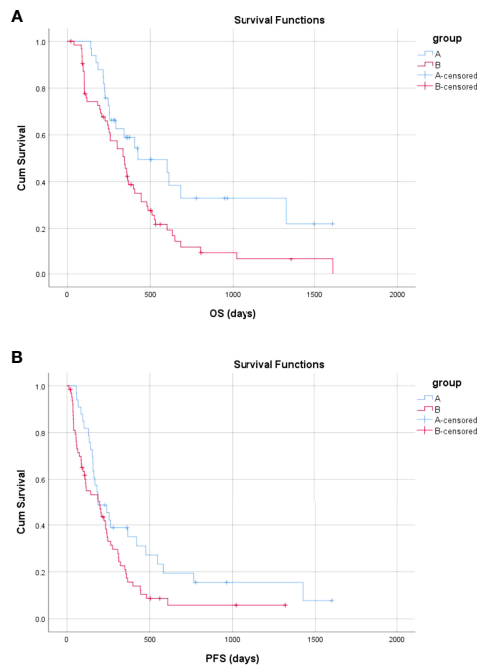 A
Survival Functions
group
A
B
A-censored
B-censored
Cum Survival
1.0
0.8
0.6
0.4
0.2
0.0
0
500
1000
1500
2000
OS (days)
B
Survival Functions
group
A
B
A-censored
B-censored
Cum Survival
1.0
0.8
0.6
0.4
0.2
0.0
0
500
1000
1500
2000
PFS (days)